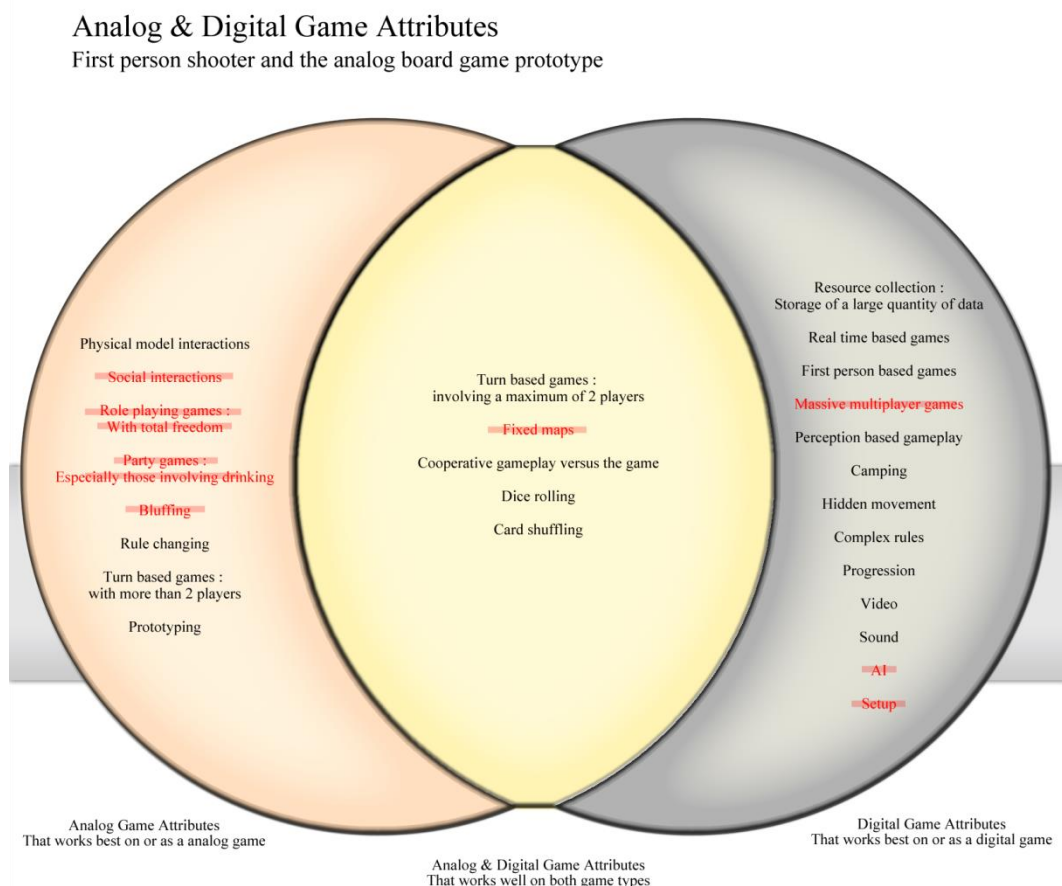 Analog & Digital Game Attributes
First person shooter and the analog board game prototype
Physical model interactions
Social interactions
Role playing games :
With total freedom
Party games :
Especially those involving drinking
Bluffing
Rule changing
Turn based games :
with more than 2 players
Prototyping
Turn based games :
involving a maximum of 2 players
Fixed maps
Cooperative gameplay versus the game
Dice rolling
Card shuffling
Resource collection :
Storage of a large quantity of data
Real time based games
First person based games
Massive multiplayer games
Perception based gameplay
Camping
Hidden movement
Complex rules
Progression
Video
Sound
AI
Setup
Analog Game Attributes
That works best on or as a analog game
Analog & Digital Game Attributes
That works well on both game types
Digital Game Attributes
That works best on or as a digital game